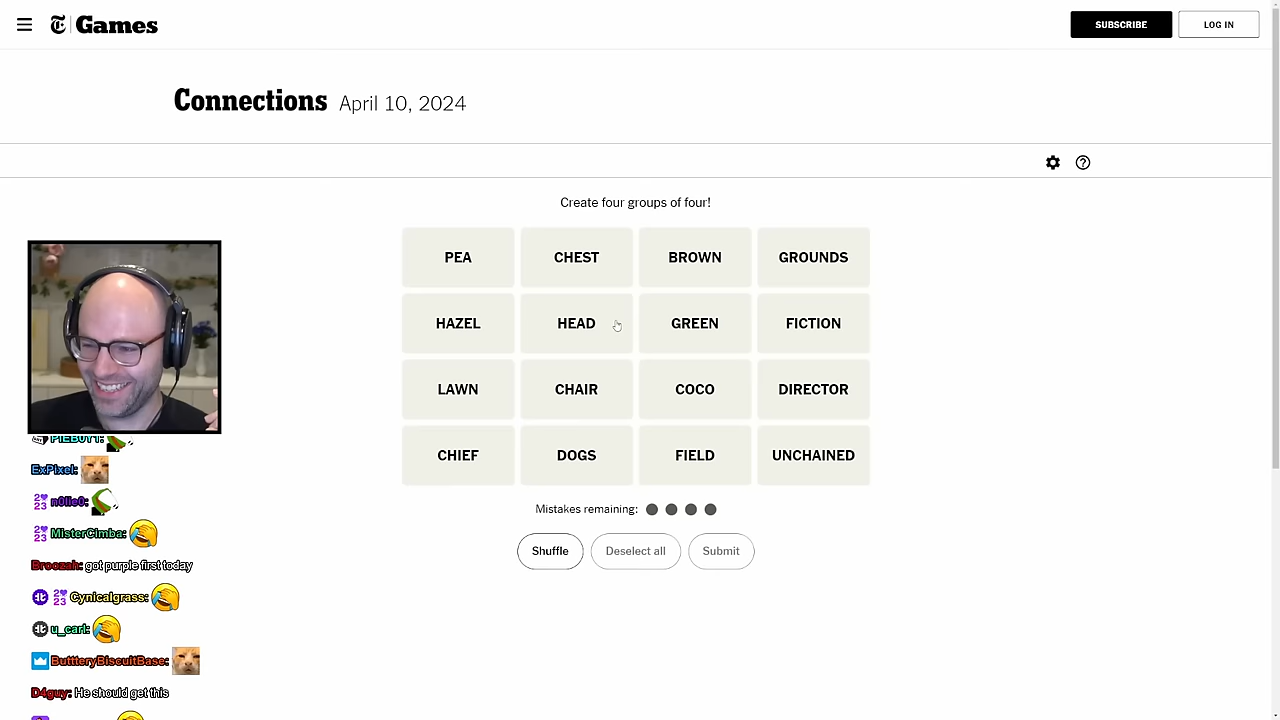 Games
SUBSCRIBE
LOG IN
Connections April 10, 2024
Create four groups of four!
PEA CHEST BROWN GROUNDS
HAZEL HEAD GREEN FICTION
LAWN CHAIR COCO DIRECTOR
CHIEF DOGS FIELD UNCHAINED
Mistakes remaining:
Shuffle Deselect all Submit
ExPixel:
n0lie0:
MisterCimba:
Broozah: got purple first today
Cynicalgrass:
u_carl:
ButtteryBiscuitBase:
D4guy: He should get this